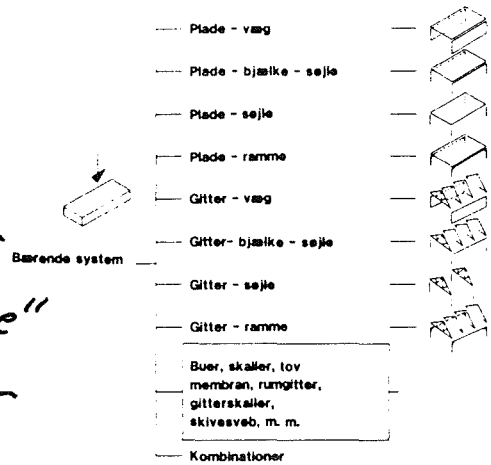 Plade - væg
Plade - bjælke - søjle
Plade - søjle
Plade - ramme
Gitter - væg
Gitter- bjælke - søjle
Bærende system
Gitter - søjle
Gitter - ramme
Buer, skaller, tov
membran, rumgitter,
gitterskaller,
skivesveb, m. m.
Kombinationer